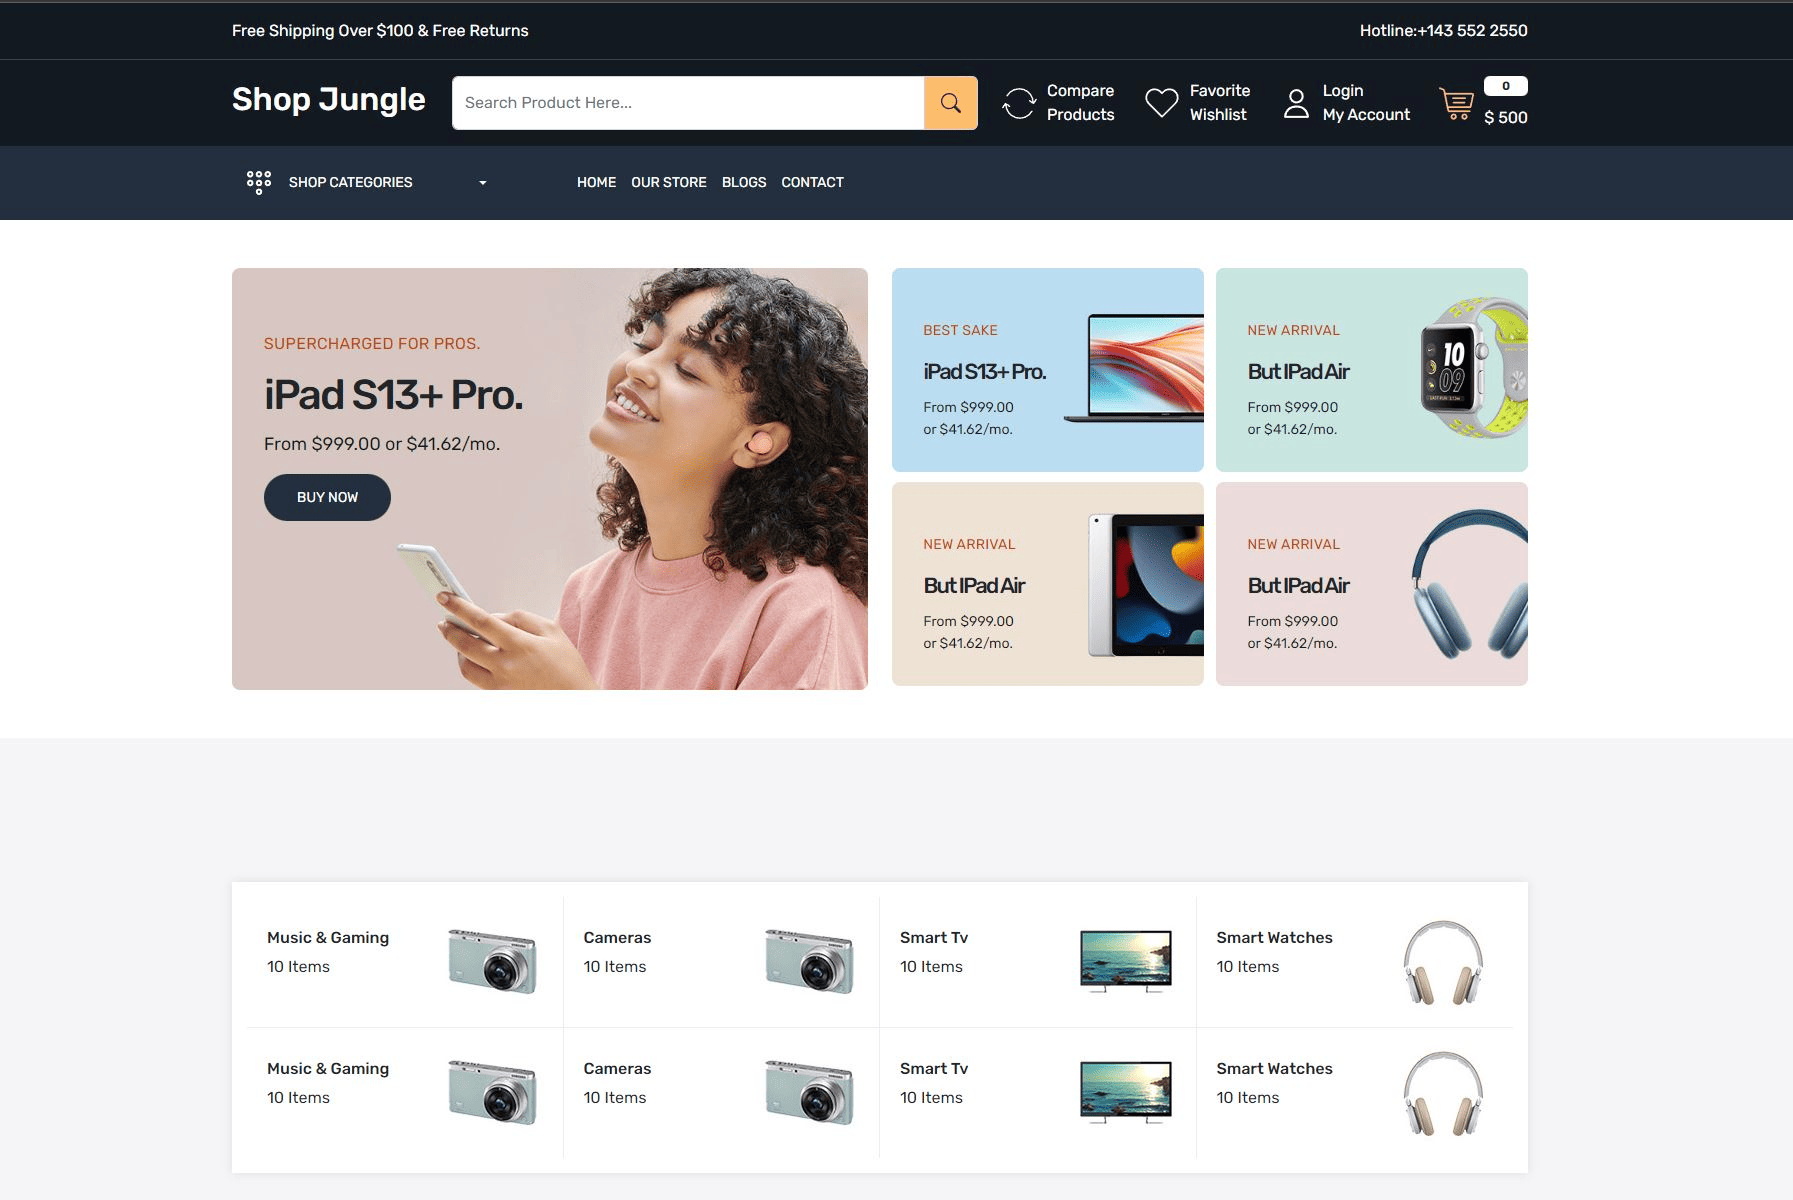 Free Shipping Over $100 & Free Returns
Hotline:+143 552 2550
Shop Jungle
Search Product Here...
Compare
Products
Favorite
Wishlist
Login
My Account
0
$ 500
SHOP CATEGORIES
HOME OUR STORE BLOGS CONTACT
SUPERCHARGED FOR PROS.
iPad S13+ Pro.
From $999.00 or $41.62/mo.
BUY NOW
BEST SAKE
iPad S13+ Pro.
From $999.00
or $41.62/mo.
NEW ARRIVAL
But IPad Air
From $999.00
or $41.62/mo.
10
09
NEW ARRIVAL
But IPad Air
From $999.00
or $41.62/mo.
NEW ARRIVAL
But IPad Air
From $999.00
or $41.62/mo.
Music & Gaming
10 Items
Cameras
10 Items
Smart Tv
10 Items
Smart Watches
10 Items
Music & Gaming
10 Items
Cameras
10 Items
Smart Tv
10 Items
Smart Watches
10 Items